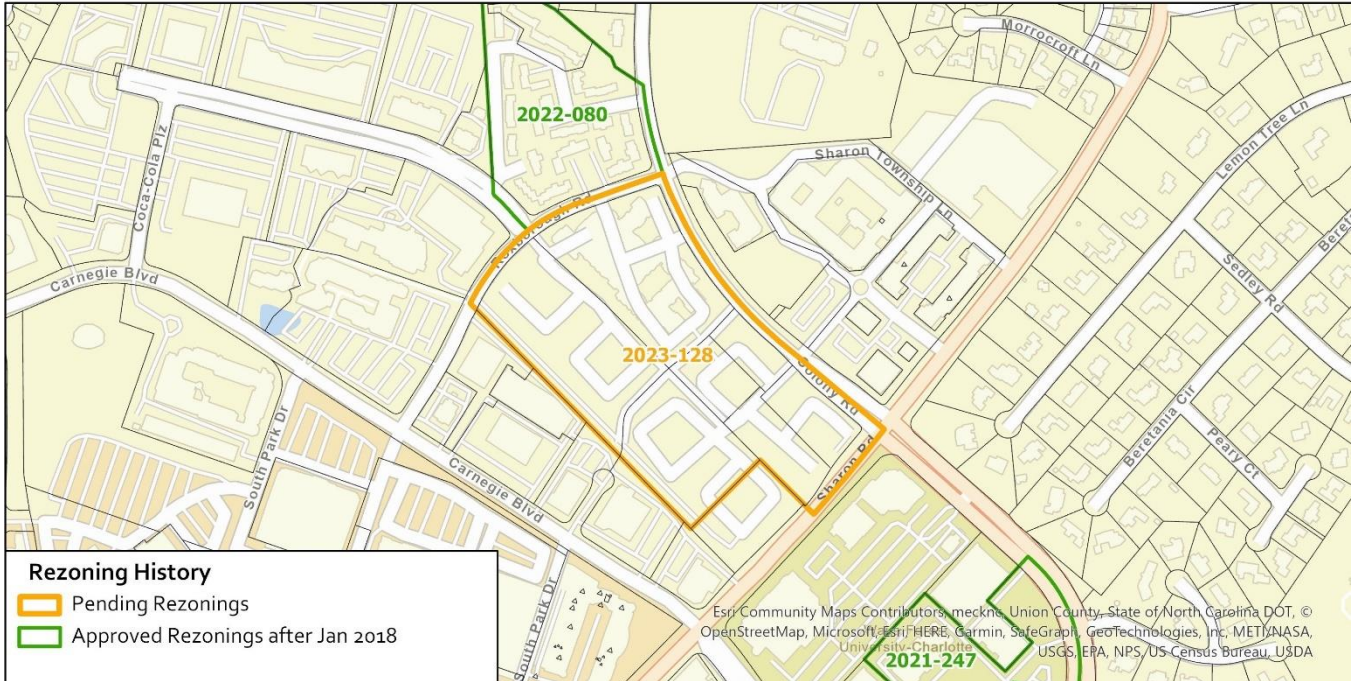 Morrocroft Ln
2022-080
Coca-Cola Plz
Lemon Tree Ln
Sharon Township Ln
Roxborough Rd
Carnegie Blvd
Sedley Rd
2023-128
Colony Rd
Beretania Cir
Peary Ct
Sharon Rd
South Park Dr
Carnegie Blvd
South Park Dr
Rezoning History
Pending Rezonings
Approved Rezonings after Jan 2018
Esri Community Maps Contributors, mecknc, Union County, State of North Carolina DOT, ©
OpenStreetMap, Microsoft, Esri, HERE, Garmin, SafeGraph, GeoTechnologies, Inc, METI/NASA,
University-Charlotte
USGS, EPA, NPS, US Census Bureau, USDA
2021-247